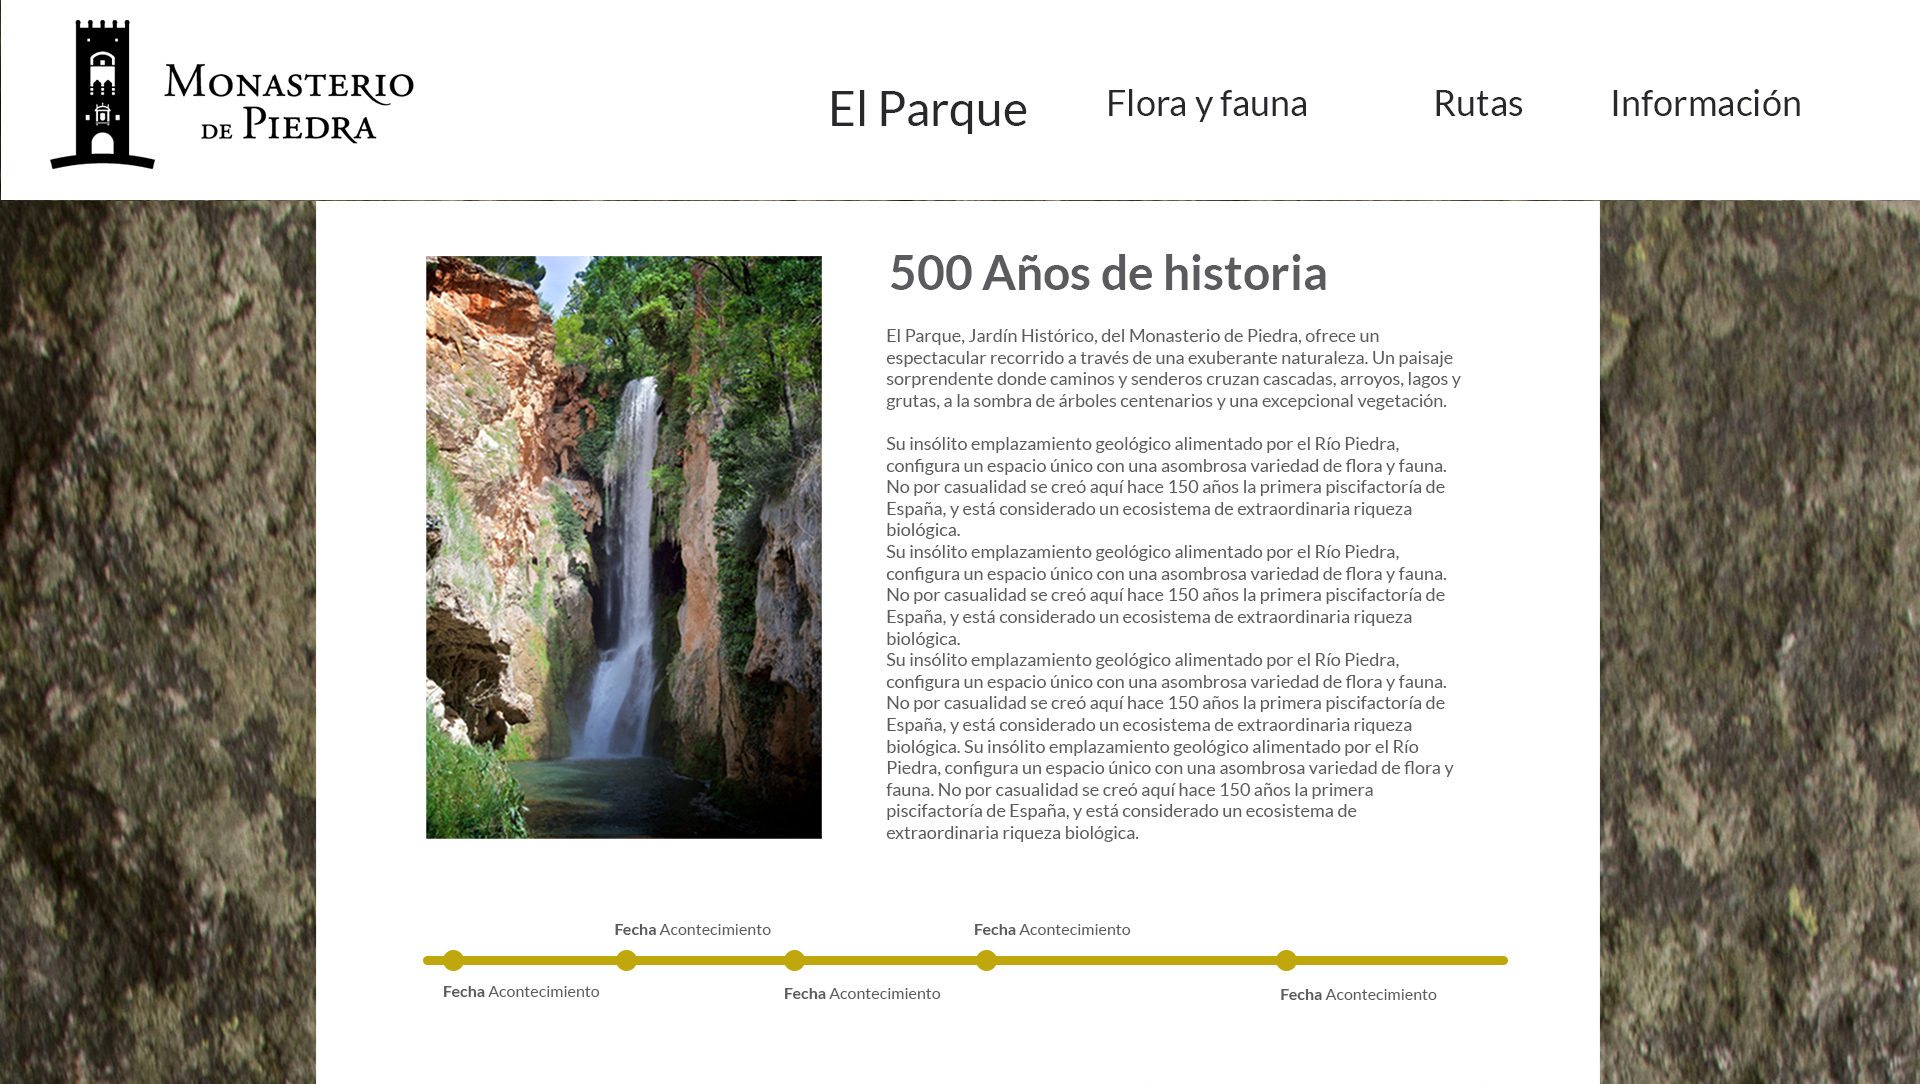 MONASTERIO
DE PIEDRA
El Parque
Flora y fauna
Rutas
Información
500 Años de historia
El Parque, Jardín Histórico, del Monasterio de Piedra, ofrece un
espectacular recorrido a través de una exuberante naturaleza. Un paisaje
sorprendente donde caminos y senderos cruzan cascadas, arroyos, lagos y
grutas, a la sombra de árboles centenarios y una excepcional vegetación.
Su insólito emplazamiento geológico alimentado por el Río Piedra,
configura un espacio único con una asombrosa variedad de flora y fauna.
No por casualidad se creó aquí hace 150 años la primera piscifactoría de
España, y está considerado un ecosistema de extraordinaria riqueza
biológica.
Su insólito emplazamiento geológico alimentado por el Río Piedra,
configura un espacio único con una asombrosa variedad de flora y fauna.
No por casualidad se creó aquí hace 150 años la primera piscifactoría de
España, y está considerado un ecosistema de extraordinaria riqueza
biológica.
Su insólito emplazamiento geológico alimentado por el Río Piedra,
configura un espacio único con una asombrosa variedad de flora y fauna.
No por casualidad se creó aquí hace 150 años la primera piscifactoría de
España, y está considerado un ecosistema de extraordinaria riqueza
biológica. Su insólito emplazamiento geológico alimentado por el Río
Piedra, configura un espacio único con una asombrosa variedad de flora y
fauna. No por casualidad se creó aquí hace 150 años la primera
piscifactoría de España, y está considerado un ecosistema de
extraordinaria riqueza biológica.
Fecha Acontecimiento
Fecha Acontecimiento
Fecha Acontecimiento
Fecha Acontecimiento
Fecha Acontecimiento